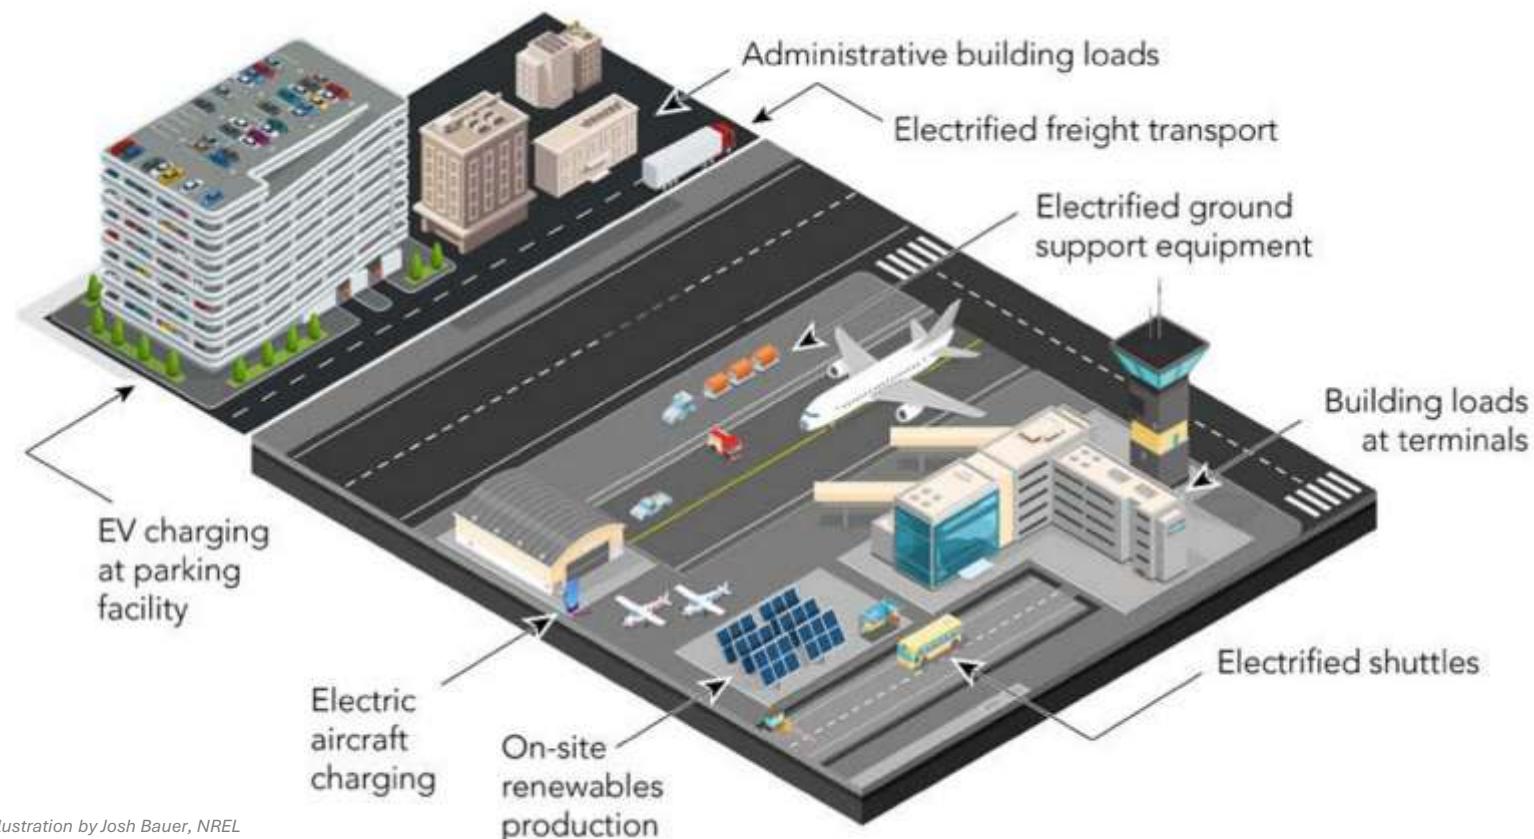 Administrative building loads
Electrified freight transport
Electrified ground
support equipment
Building loads
at terminals
EV charging
at parking
facility
Electrified shuttles
Electric
aircraft
charging
On-site
renewables
production
lustration by Josh Bauer, NREL